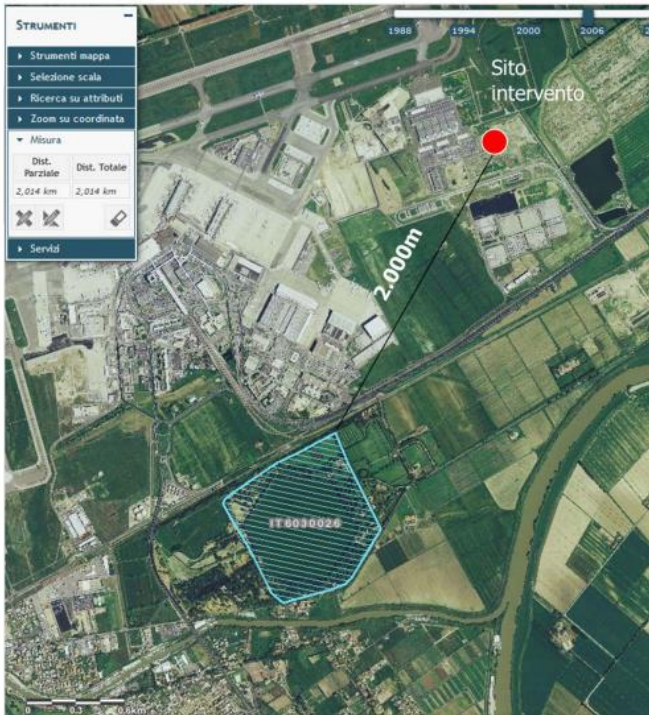 STRUMENTI
Strumenti mappa
Selezione scala
Ricerca su attributi
Zoom su coordinata
Misura
Dist. Parziale
Dist. Totale
2,014 km
2,014 km
Servizi
1988
1994
2000
2006
Sito
intervento
2.000m
IT6030026
0
0.3
0.6km